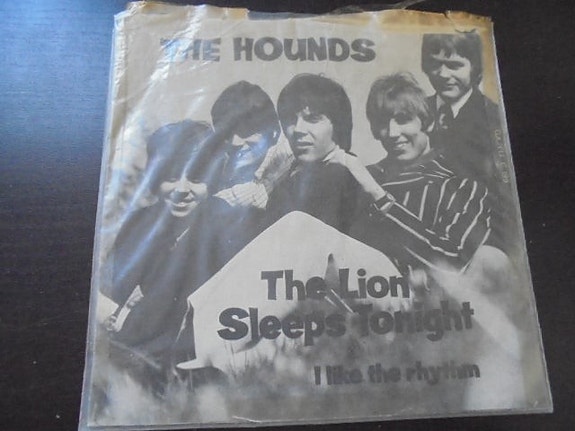 THE HOUNDS
The Lion
Sleeps Tonight
I like the rhythm